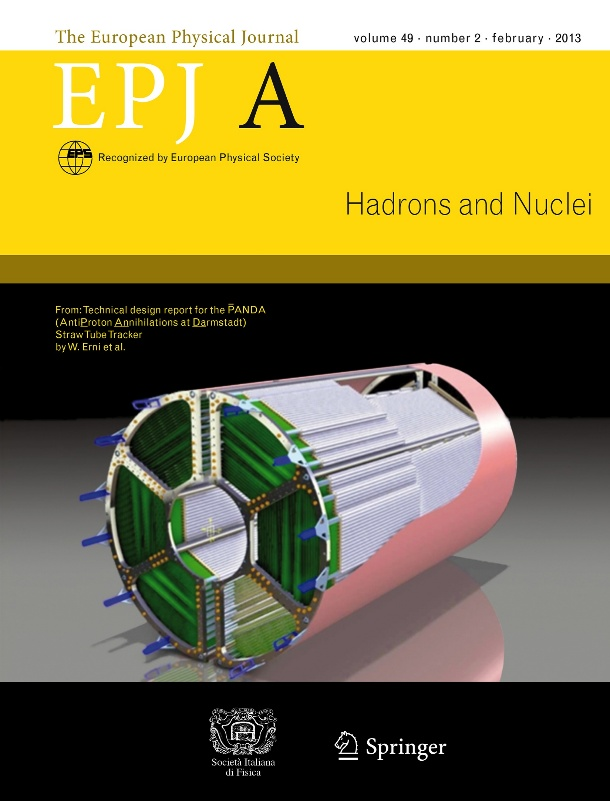 The European Physical Journal
volume 49 · number 2 · february · 2013
EPJ A
EPS
Recognized by European Physical Society
Hadrons and Nuclei
From: Technical design report for the P̅ANDA
(AntiProton Annihilations at Darmstadt)
Straw Tube Tracker
by W. Erni et al.
Società Italiana
di Fisica
Springer